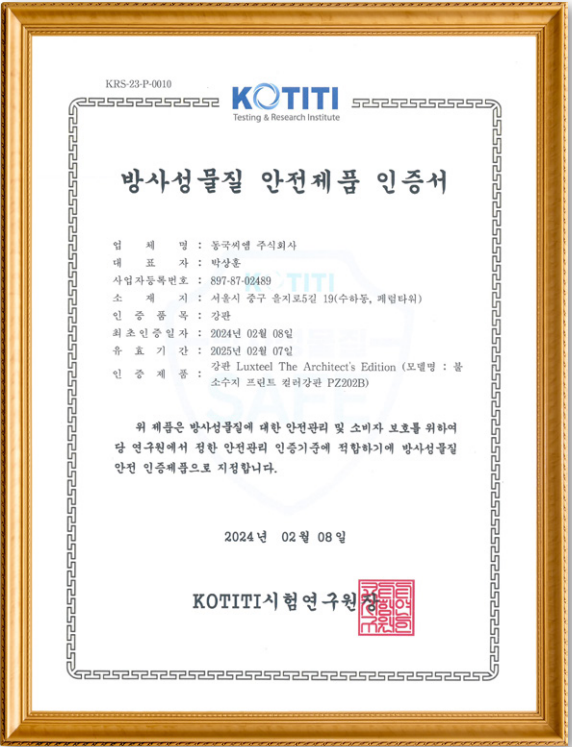 KRS-23-P-0010
KOTITI
Testing & Research Institute
방사성물질 안전제품 인증서
업 체 명 : 동국씨엠 주식회사
대 표 자 : 박상훈
사업자등록번호 : 897-87-02489
소 재 지 : 서울시 중구 을지로5길 19(수하동, 페럼타워)
인 증 품 목 : 강판
최초인증일자 : 2024년 02월 08일
유 효 기 간 : 2025년 02월 07일
인 증 제 품 : 강판 Luxteel The Architect's Edition (모델명 : 불
소수지 프린트 컬러강판 PZ202B)
위 제품은 방사성물질에 대한 안전관리 및 소비자 보호를 위하여
당 연구원에서 정한 안전관리 인증기준에 적합하기에 방사성물질
안전 인증제품으로 지정합니다.
2024년 02월 08일
KOTITI시험연구원장
KOTITI
SAFE